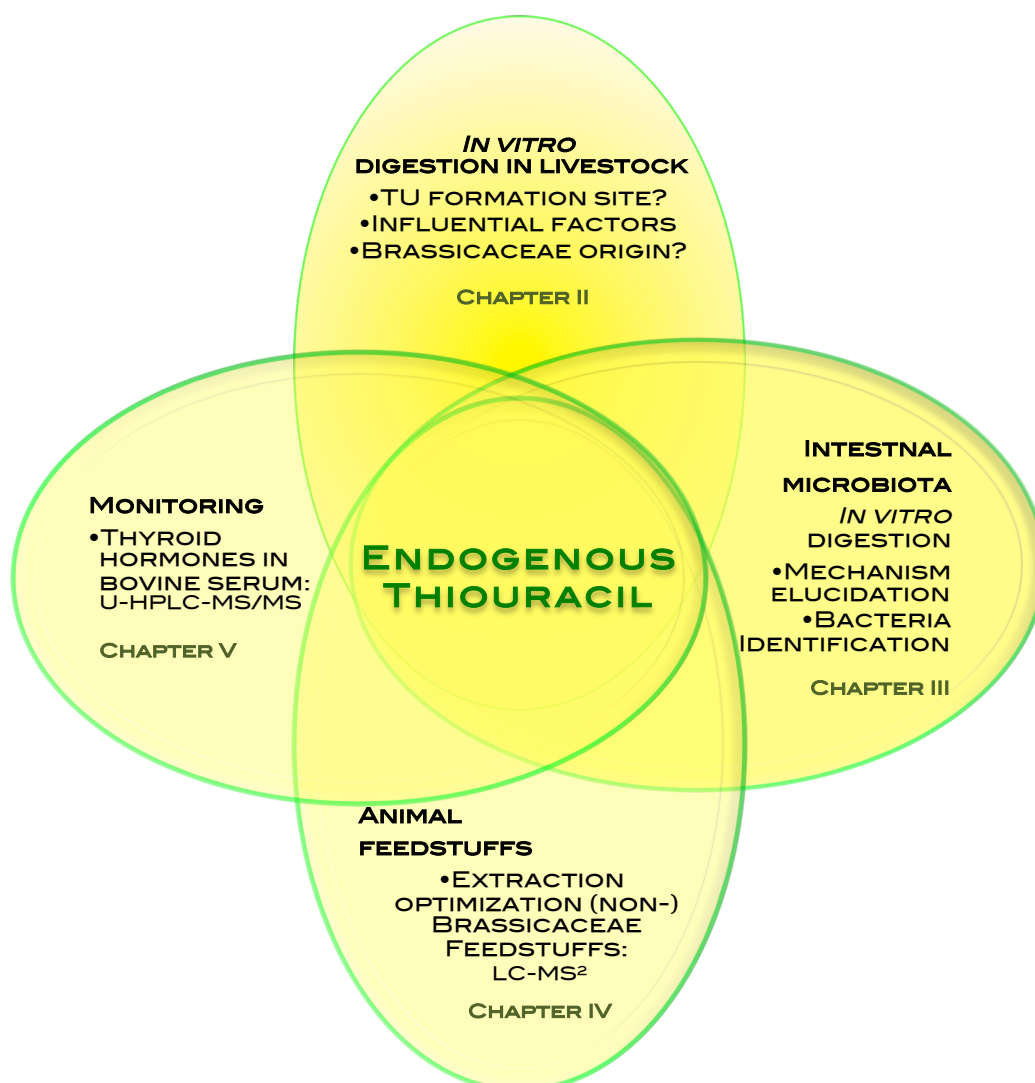 In vitro
digestion in livestock
•TU formation site?
•Influential factors
•Brassicaceae origin?
Chapter II
Monitoring
•Thyroid
hormones in
bovine serum:
U-HPLC-MS/MS
Chapter V
Endogenous
Thiouracil
Intestnal
microbiota
In vitro
digestion
•Mechanism
elucidation
•Bacteria
Identification
Chapter III
Animal
feedstuffs
•Extraction
optimization (non-)
Brassicaceae
Feedstuffs:
LC-MS²
Chapter IV